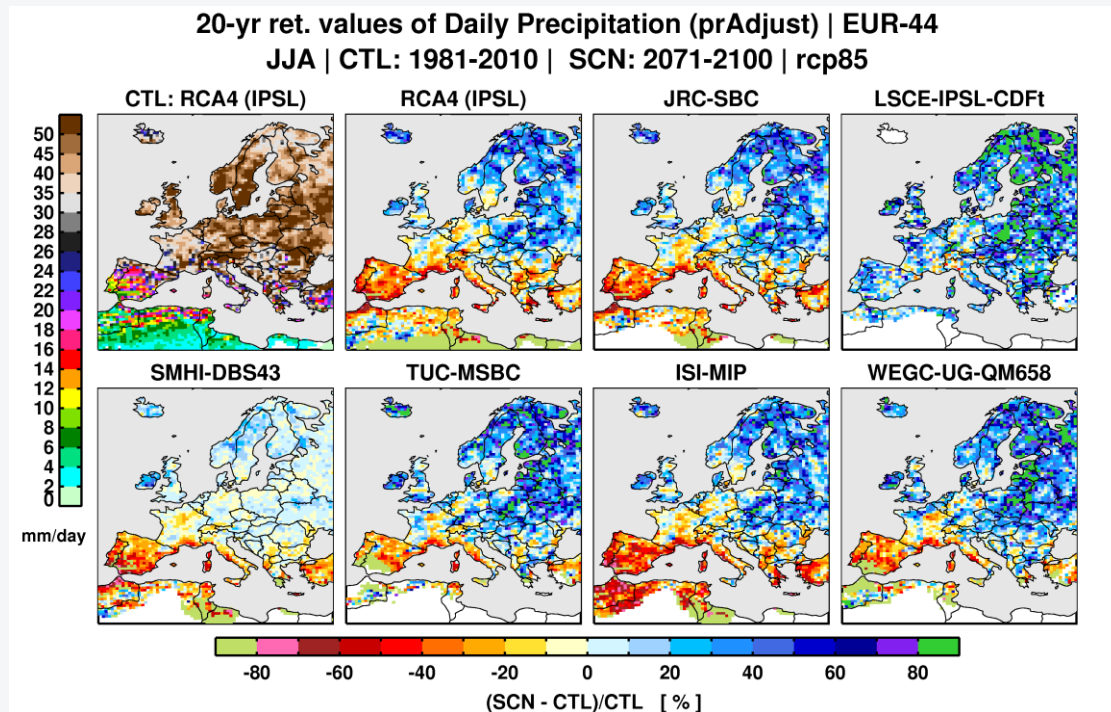 20-yr ret. values of Daily Precipitation (prAdjust) | EUR-44
JJA | CTL: 1981-2010 | SCN: 2071-2100 | rcp85
CTL: RCA4 (IPSL)
RCA4 (IPSL)
JRC-SBC
LSCE-IPSL-CDFt
50
45
40
35
30
28
26
24
22
20
18
16
14
12
10
8
6
4
2
0
mm/day
SMHI-DBS43
TUC-MSBC
ISI-MIP
WEGC-UG-QM658
-80 -60 -40 -20 0 20 40 60 80
(SCN - CTL)/CTL [ % ]